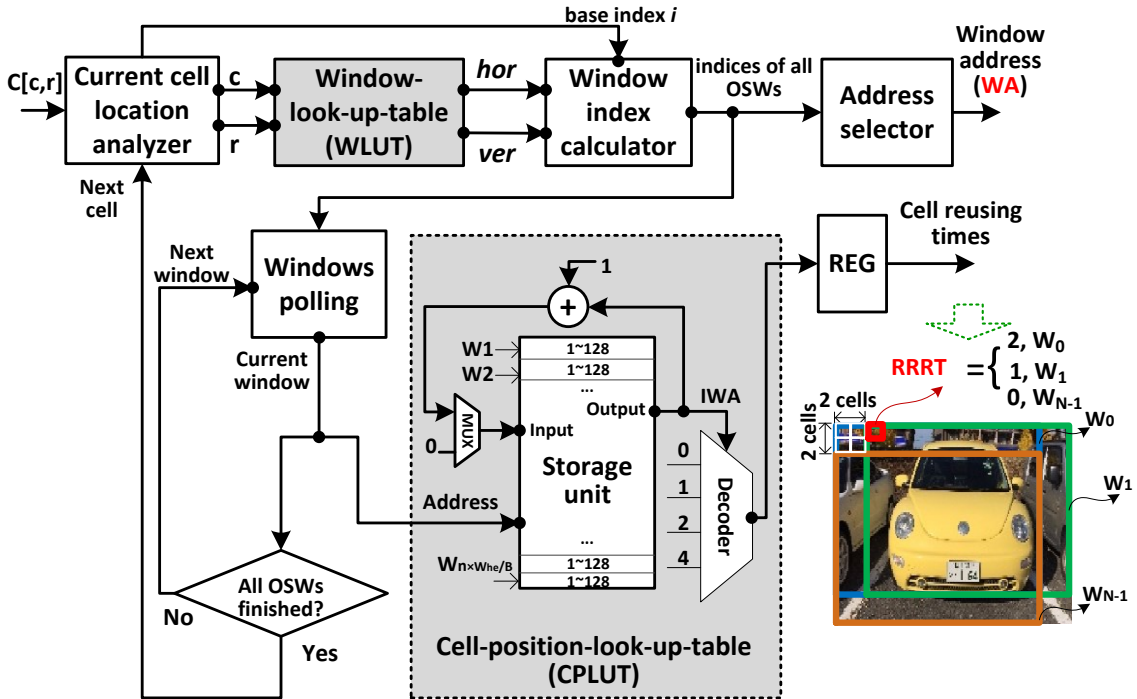 base index i
C[c,r]
Current cell
location
analyzer
c
r
Window-
look-up-table
(WLUT)
hor
ver
Window
index
calculator
indices of all
OSWs
Address
selector
Window
address
(WA)
Next
cell
Next
window
Windows
polling
Current
window
1
+
W1
W2
1~128
1~128
...
Output
IWA
MUX
0
Input
Storage
unit
Address
...
Wn×Whe/B
1~128
1~128
0
1
2
4
Decoder
Cell-position-look-up-table
(CPLUT)
REG
Cell reusing
times
RRRT
=
2, W0
1, W1
0, WN-1
2 cells
2 cells
W0
W1
WN-1
All OSWs
finished?
No
Yes